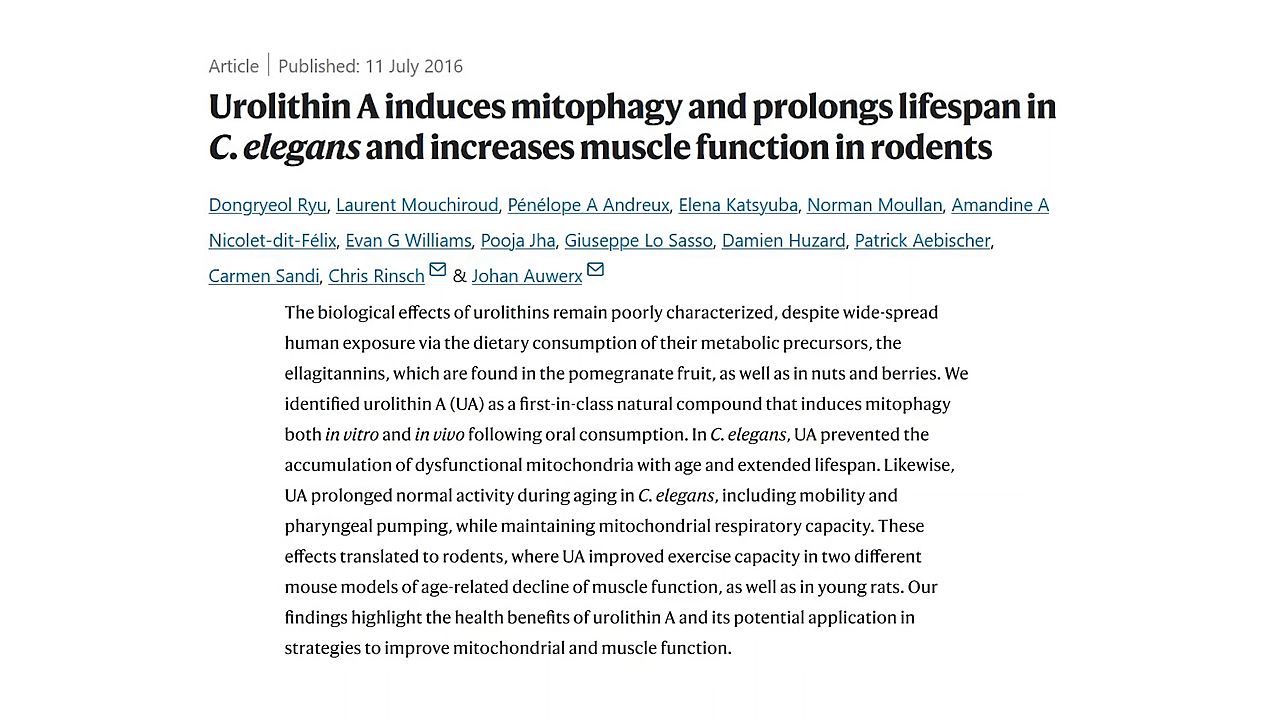 Article | Published: 11 July 2016
Urolithin A induces mitophagy and prolongs lifespan in
C. elegans and increases muscle function in rodents
Dongryeol Ryu, Laurent Mouchiroud, Pénélope A Andreux, Elena Katsyuba, Norman Moullan, Amandine A
Nicolet-dit-Félix, Evan G Williams, Pooja Jha, Giuseppe Lo Sasso, Damien Huzard, Patrick Aebischer,
Carmen Sandi, Chris Rinsch & Johan Auwerx
The biological effects of urolithins remain poorly characterized, despite wide-spread
human exposure via the dietary consumption of their metabolic precursors, the
ellagitannins, which are found in the pomegranate fruit, as well as in nuts and berries. We
identified urolithin A (UA) as a first-in-class natural compound that induces mitophagy
both in vitro and in vivo following oral consumption. In C. elegans, UA prevented the
accumulation of dysfunctional mitochondria with age and extended lifespan. Likewise,
UA prolonged normal activity during aging in C. elegans, including mobility and
pharyngeal pumping, while maintaining mitochondrial respiratory capacity. These
effects translated to rodents, where UA improved exercise capacity in two different
mouse models of age-related decline of muscle function, as well as in young rats. Our
findings highlight the health benefits of urolithin A and its potential application in
strategies to improve mitochondrial and muscle function.